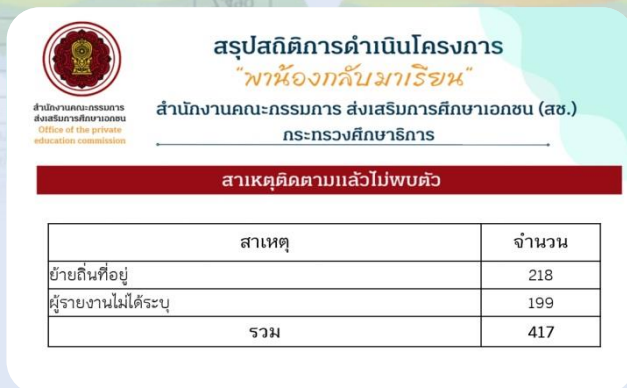 สรุปสถิติการดำเนินโครงการ
"พาน้องกลับมาเรียน"
สำนักงานคณะกรรมการ ส่งเสริมการศึกษาเอกชน (สช.)
กระทรวงศึกษาธิการ
สำนักงานคณะกรรมการ
ส่งเสริมการศึกษาเอกชน
Office of the private
education commission
สาเหตุติดตามแล้วไม่พบตัว
สาเหตุ จำนวน
ย้ายถิ่นที่อยู่ 218
ผู้รายงานไม่ได้ระบุ 199
รวม 417